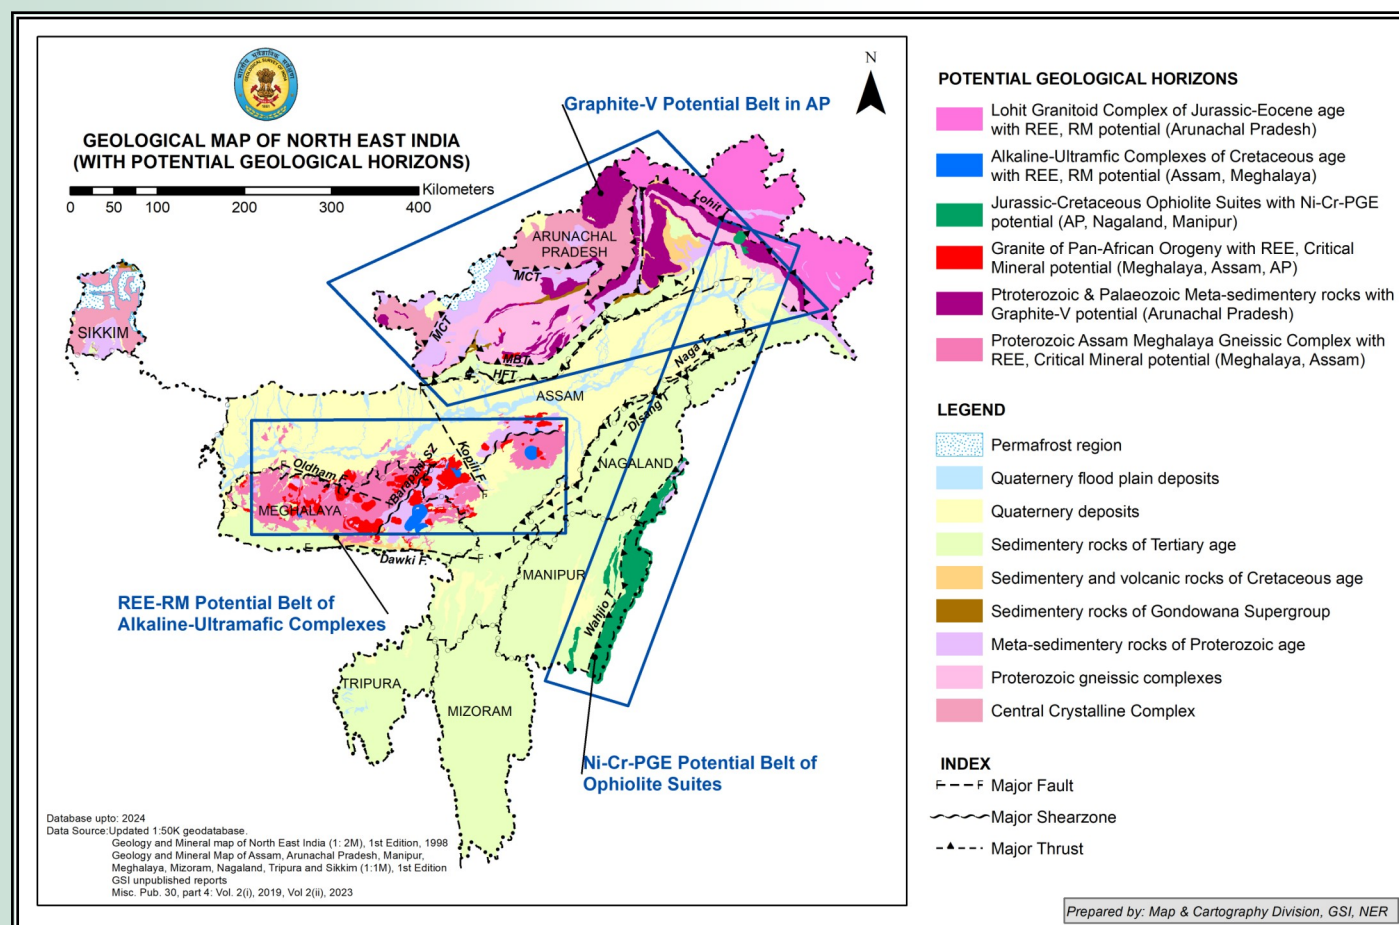 GEOLOGICAL MAP OF NORTH EAST INDIA
(WITH POTENTIAL GEOLOGICAL HORIZONS)
Kilometers
0 50 100 200 300 400
N
Graphite-V Potential Belt in AP
ARUNACHAL
PRADESH
Lohit T.
MCT
MCT
MBT
HFT
SIKKIM
ASSAM
Naga T.
Disang T
NAGALAND
Oldham F.
Barapani SZ
Kopili F.
MEGHALAYA
Dawki F.
MANIPUR
REE-RM Potential Belt of
Alkaline-Ultramafic Complexes
TRIPURA
MIZORAM
Ni-Cr-PGE Potential Belt of
Ophiolite Suites
Database upto: 2024
Data Source:Updated 1:50K geodatabase.
Geology and Mineral map of North East India (1: 2M), 1st Edition, 1998
Geology and Mineral Map of Assam, Arunachal Pradesh, Manipur,
Meghalaya, Mizoram, Nagaland, Tripura and Sikkim (1:1M), 1st Edition
GSI unpublished reports
Misc. Pub. 30, part 4: Vol. 2(i), 2019, Vol 2(ii), 2023
POTENTIAL GEOLOGICAL HORIZONS
Lohit Granitoid Complex of Jurassic-Eocene age
with REE, RM potential (Arunachal Pradesh)
Alkaline-Ultramfic Complexes of Cretaceous age
with REE, RM potential (Assam, Meghalaya)
Jurassic-Cretaceous Ophiolite Suites with Ni-Cr-PGE
potential (AP, Nagaland, Manipur)
Granite of Pan-African Orogeny with REE, Critical
Mineral potential (Meghalaya, Assam, AP)
Ptroterozoic & Palaeozoic Meta-sedimentery rocks with
Graphite-V potential (Arunachal Pradesh)
Proterozoic Assam Meghalaya Gneissic Complex with
REE, Critical Mineral potential (Meghalaya, Assam)
LEGEND
Permafrost region
Quaternery flood plain deposits
Quaternery deposits
Sedimentery rocks of Tertiary age
Sedimentery and volcanic rocks of Cretaceous age
Sedimentery rocks of Gondowana Supergroup
Meta-sedimentery rocks of Proterozoic age
Proterozoic gneissic complexes
Central Crystalline Complex
INDEX
F F Major Fault
Major Shearzone
Major Thrust
Prepared by: Map & Cartography Division, GSI, NER